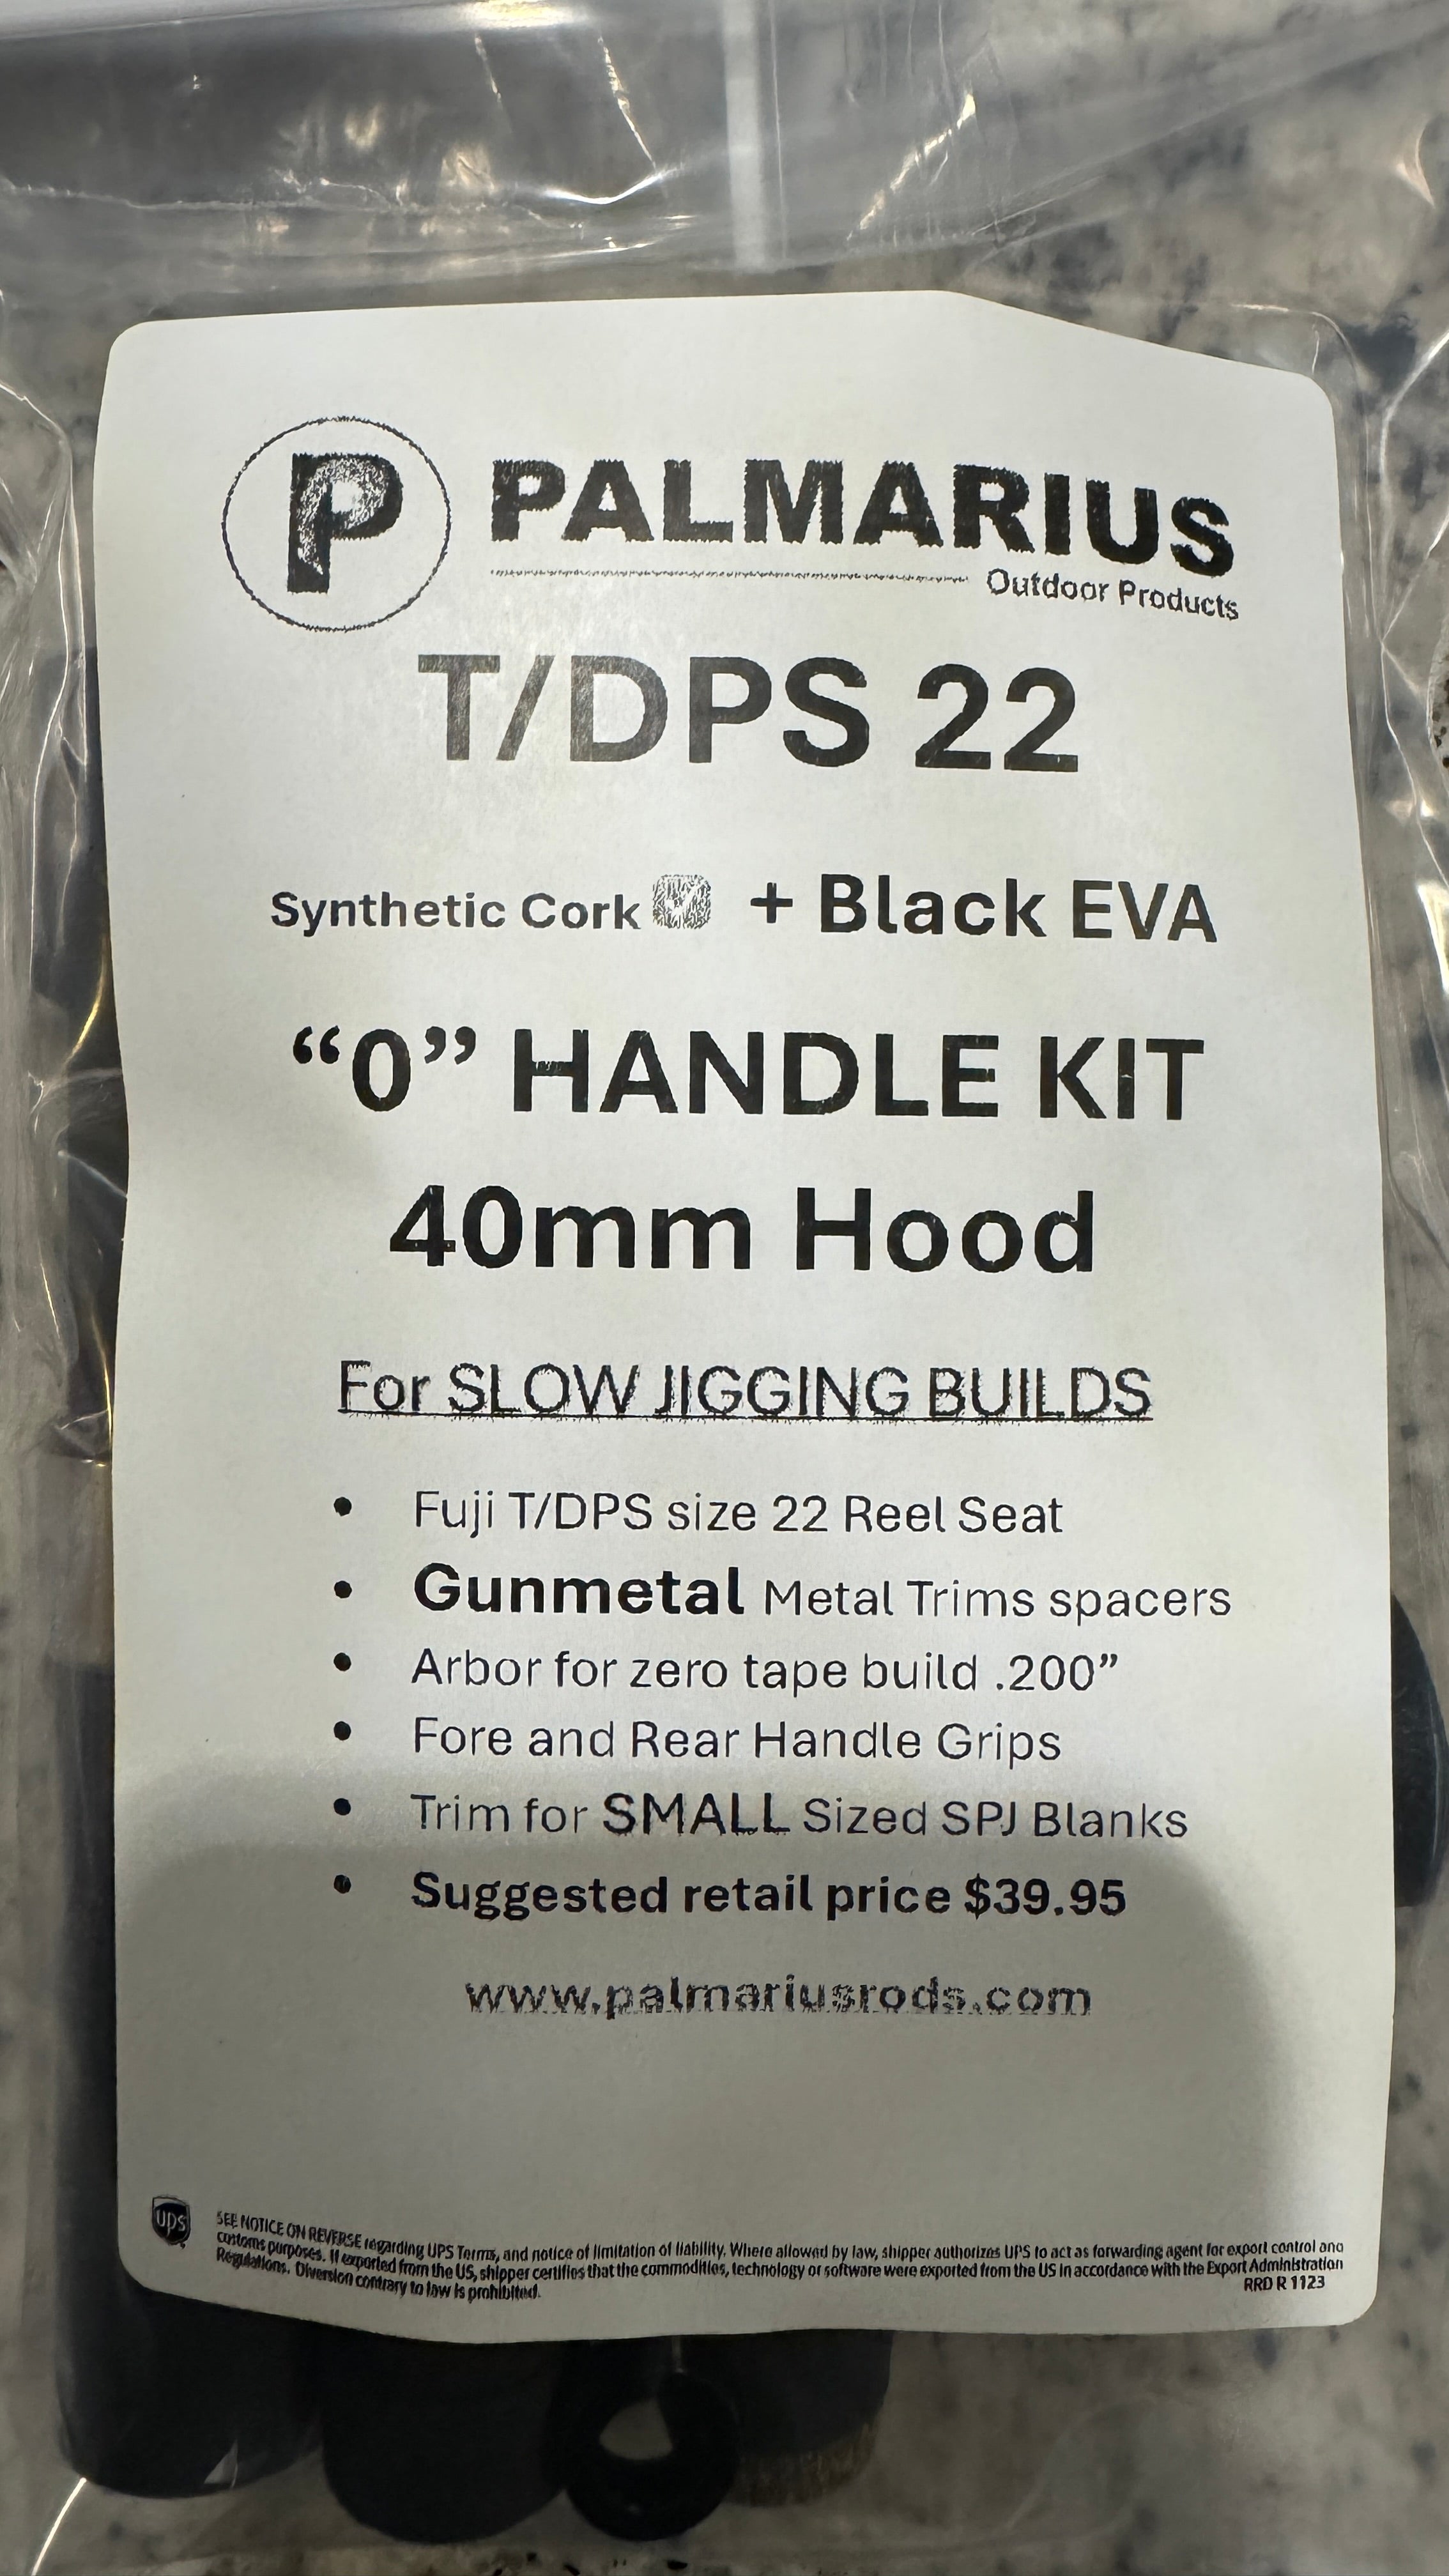 P PALMARIUS
Outdoor Products
T/DPS 22
Synthetic Cork ☑ + Black EVA
“0” HANDLE KIT
40mm Hood
For SLOW JIGGING BUILDS
• Fuji T/DPS size 22 Reel Seat
• Gunmetal Metal Trims spacers
• Arbor for zero tape build .200”
• Fore and Rear Handle Grips
• Trim for SMALL Sized SPJ Blanks
• Suggested retail price $39.95
www.palmariusrods.com
ups
SEE NOTICE ON REVERSE regarding UPS Terms, and notice of limitation of liability. Where allowed by law, shipper authorizes UPS to act as forwarding agent for export control and
customs purposes. If exported from the US, shipper certifies that the commodities, technology or software were exported from the US in accordance with the Export Administration
Regulations. Diversion contrary to law is prohibited.
RRD R 1123